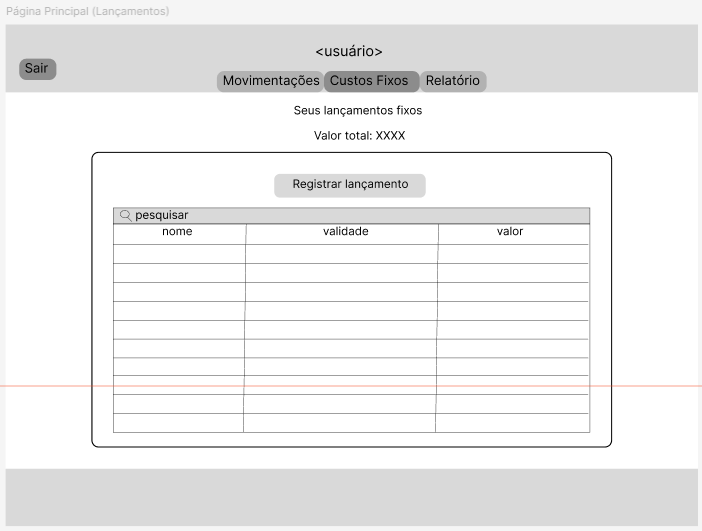 Página Principal (Lançamentos)
<usuário>
Sair
Movimentações Custos Fixos Relatório
Seus lançamentos fixos
Valor total: XXXX
Registrar lançamento
pesquisar
nome validade valor